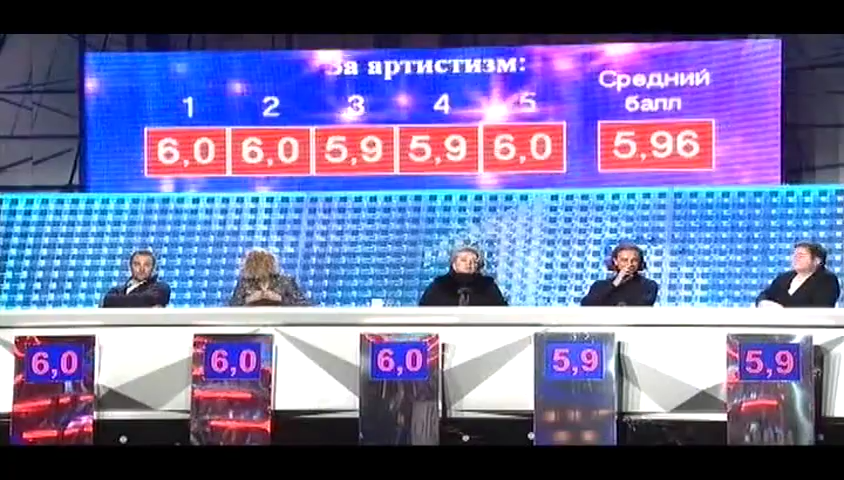 За артистизм:
1 2 3 4 5 Средний балл
6,0 6,0 5,9 5,9 6,0 5,96
6,0 6,0 6,0 5,9 5,9